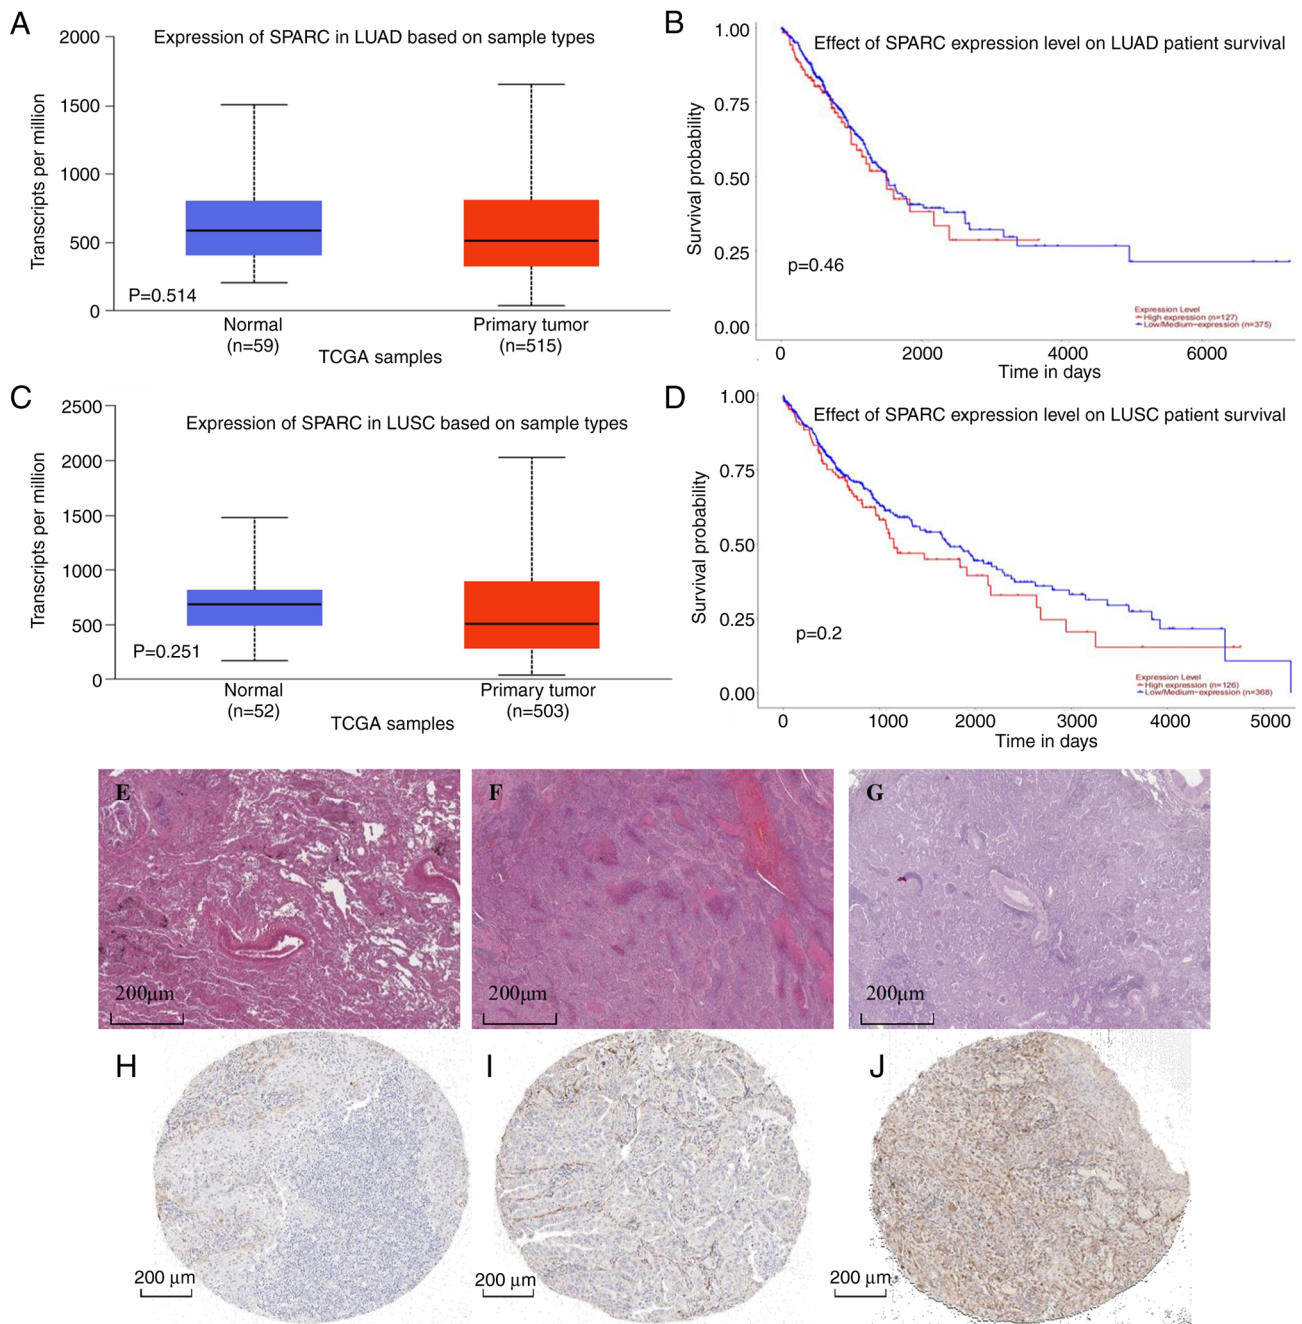 A
Expression of SPARC in LUAD based on sample types
Transcripts per million
2000
1500
1000
500
0
P=0.514
Normal
(n=59)
Primary tumor
(n=515)
TCGA samples
B
Effect of SPARC expression level on LUAD patient survival
Survival probability
1.00
0.75
0.50
0.25
0.00
p=0.46
Expression Level
High expression (n=127)
Low/Medium-expression (n=375)
0 2000 4000 6000
Time in days
C
Expression of SPARC in LUSC based on sample types
Transcripts per million
2500
2000
1500
1000
500
0
P=0.251
Normal
(n=52)
Primary tumor
(n=503)
TCGA samples
D
Effect of SPARC expression level on LUSC patient survival
Survival probability
1.00
0.75
0.50
0.25
0.00
p=0.2
Expression Level
High expression (n=126)
Low/Medium-expression (n=368)
0 1000 2000 3000 4000 5000
Time in days
E
200μm
F
200μm
G
200μm
H
200 μm
I
200 μm
J
200 μm